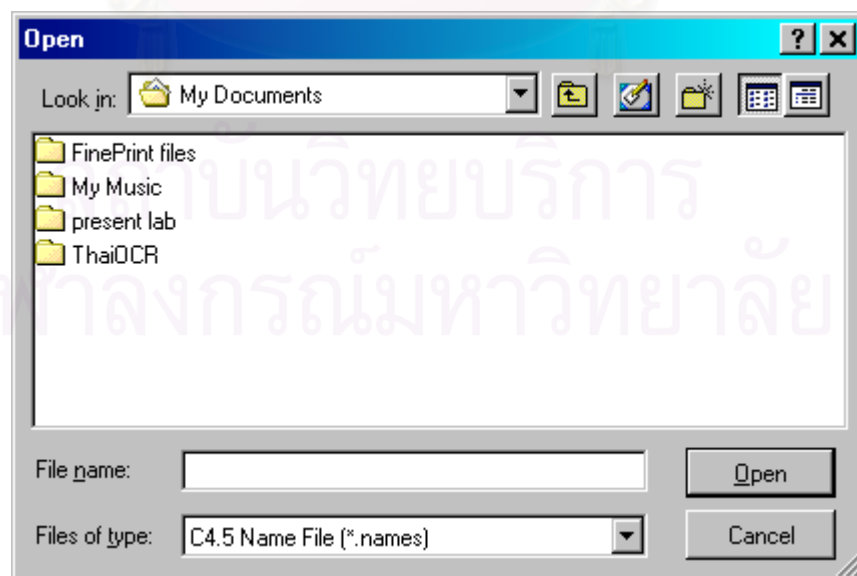 Open
Look in: My Documents
FinePrint files
My Music
present lab
ThaiOCR
สถาบันวิทยบริการ
จุฬาลงกรณ์มหาวิทยาลัย
File name:
Open
Files of type: C4.5 Name File (*.names)
Cancel